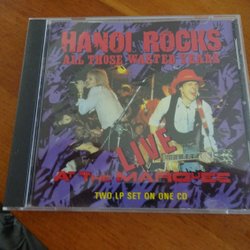 HANOI ROCKS
ALL THOSE WASTED YEARS
LIVE
AT THE MARQUEE
TWO LP SET ON ONE CD